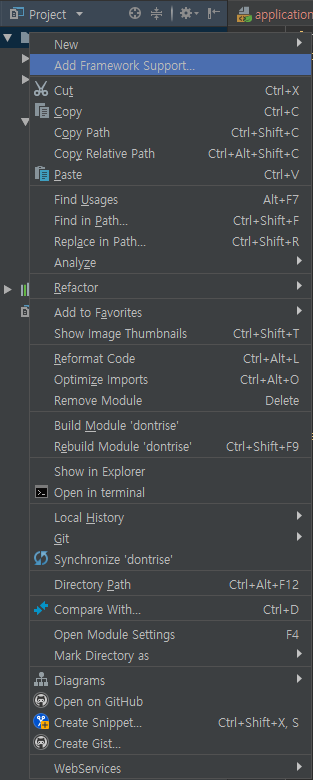 Project
application
New
Add Framework Support...
Cut Ctrl+X
Copy Ctrl+C
Copy Path Ctrl+Shift+C
Copy Relative Path Ctrl+Alt+Shift+C
Paste Ctrl+V
Find Usages Alt+F7
Find in Path... Ctrl+Shift+F
Replace in Path... Ctrl+Shift+R
Analyze
Refactor
Add to Favorites
Show Image Thumbnails Ctrl+Shift+T
Reformat Code Ctrl+Alt+L
Optimize Imports Ctrl+Alt+O
Remove Module Delete
Build Module 'dontrise'
Rebuild Module 'dontrise' Ctrl+Shift+F9
Show in Explorer
Open in terminal
Local History
Git
Synchronize 'dontrise'
Directory Path Ctrl+Alt+F12
Compare With... Ctrl+D
Open Module Settings F4
Mark Directory as
Diagrams
Open on GitHub
Create Snippet... Ctrl+Shift+X, S
Create Gist...
WebServices